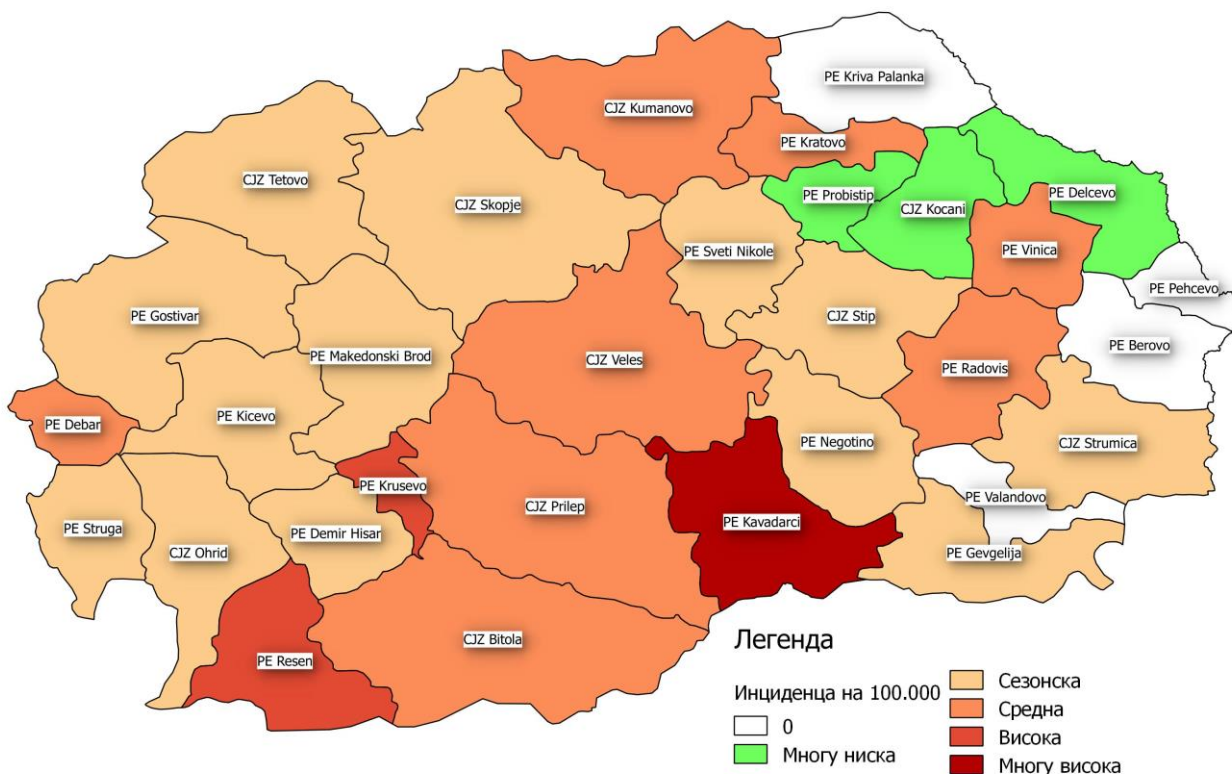 PE Kriva Palanka
CJZ Kumanovo
PE Kratovo
CJZ Tetovo
PE Probistip
PE Delcevo
CJZ Skopje
CJZ Kocani
PE Sveti Nikole
PE Vinica
PE Pehcevo
PE Gostivar
CJZ Stip
PE Berovo
PE Makedonski Brod
CJZ Veles
PE Radovis
PE Kicevo
PE Debar
PE Negotino
CJZ Strumica
PE Krusevo
PE Valandovo
CJZ Prilep
PE Kavadarci
PE Struga
PE Demir Hisar
CJZ Ohrid
PE Gevgelija
CJZ Bitola
PE Resen
Легенда
Инциденца на 100.000
0
Многу ниска
Сезонска
Средна
Висока
Многу висока